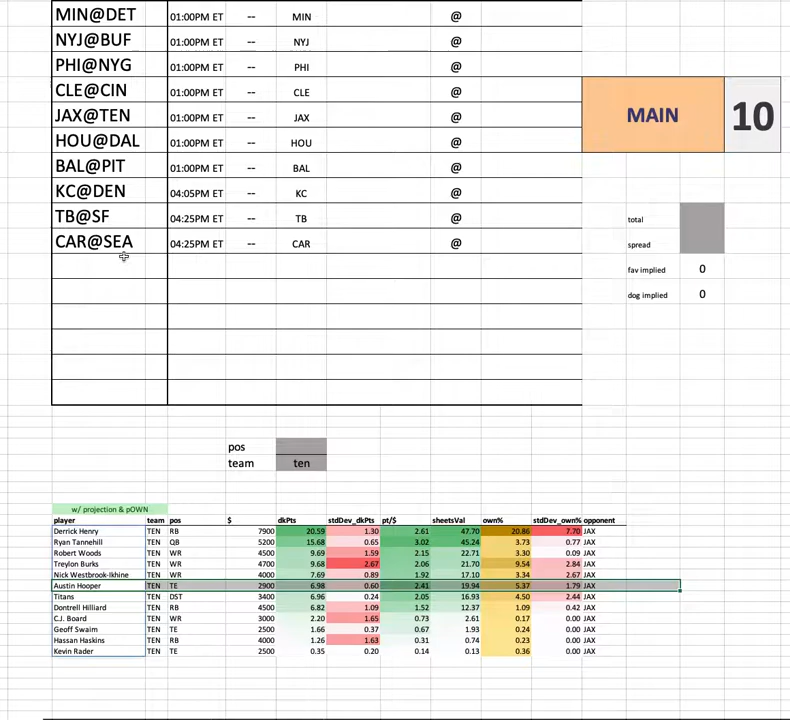 MIN@DET 01:00PM ET -- MIN @
NYJ@BUF 01:00PM ET -- NYJ @
PHI@NYG 01:00PM ET -- PHI @
CLE@CIN 01:00PM ET -- CLE @
JAX@TEN 01:00PM ET -- JAX @ MAIN 10
HOU@DAL 01:00PM ET -- HOU @
BAL@PIT 01:00PM ET -- BAL @
KC@DEN 04:05PM ET -- KC @
TB@SF 04:25PM ET -- TB @ total
CAR@SEA 04:25PM ET -- CAR @ spread
fav implied 0
dog implied 0
pos
team ten
w/ projection & pOWN
player team pos $ dkPts stdDev_dkPts pt/$ sheetsVal own% stdDev_own% opponent
Derrick Henry TEN RB 7900 20.59 1.30 2.61 47.70 20.86 7.70 JAX
Ryan Tannehill TEN QB 5200 15.68 0.65 3.02 45.24 3.73 0.77 JAX
Robert Woods TEN WR 4500 9.69 1.59 2.15 22.71 3.30 0.09 JAX
Treylon Burks TEN WR 4700 9.68 2.67 2.06 21.70 9.54 2.84 JAX
Nick Westbrook-Ikhine TEN WR 4000 7.69 0.89 1.92 17.10 3.34 2.67 JAX
Austin Hooper TEN TE 2900 6.98 0.60 2.41 19.94 5.37 1.79 JAX
Titans TEN DST 3400 6.96 0.24 2.05 16.93 4.50 2.44 JAX
Dontrell Hilliard TEN RB 4500 6.82 1.09 1.52 12.37 1.09 0.42 JAX
C.J. Board TEN WR 3000 2.20 1.65 0.73 2.61 0.17 0.00 JAX
Geoff Swaim TEN TE 2500 1.66 0.37 0.67 1.93 0.24 0.00 JAX
Hassan Haskins TEN RB 4000 1.26 1.63 0.31 0.74 0.23 0.00 JAX
Kevin Rader TEN TE 2500 0.35 0.20 0.14 0.13 0.36 0.00 JAX